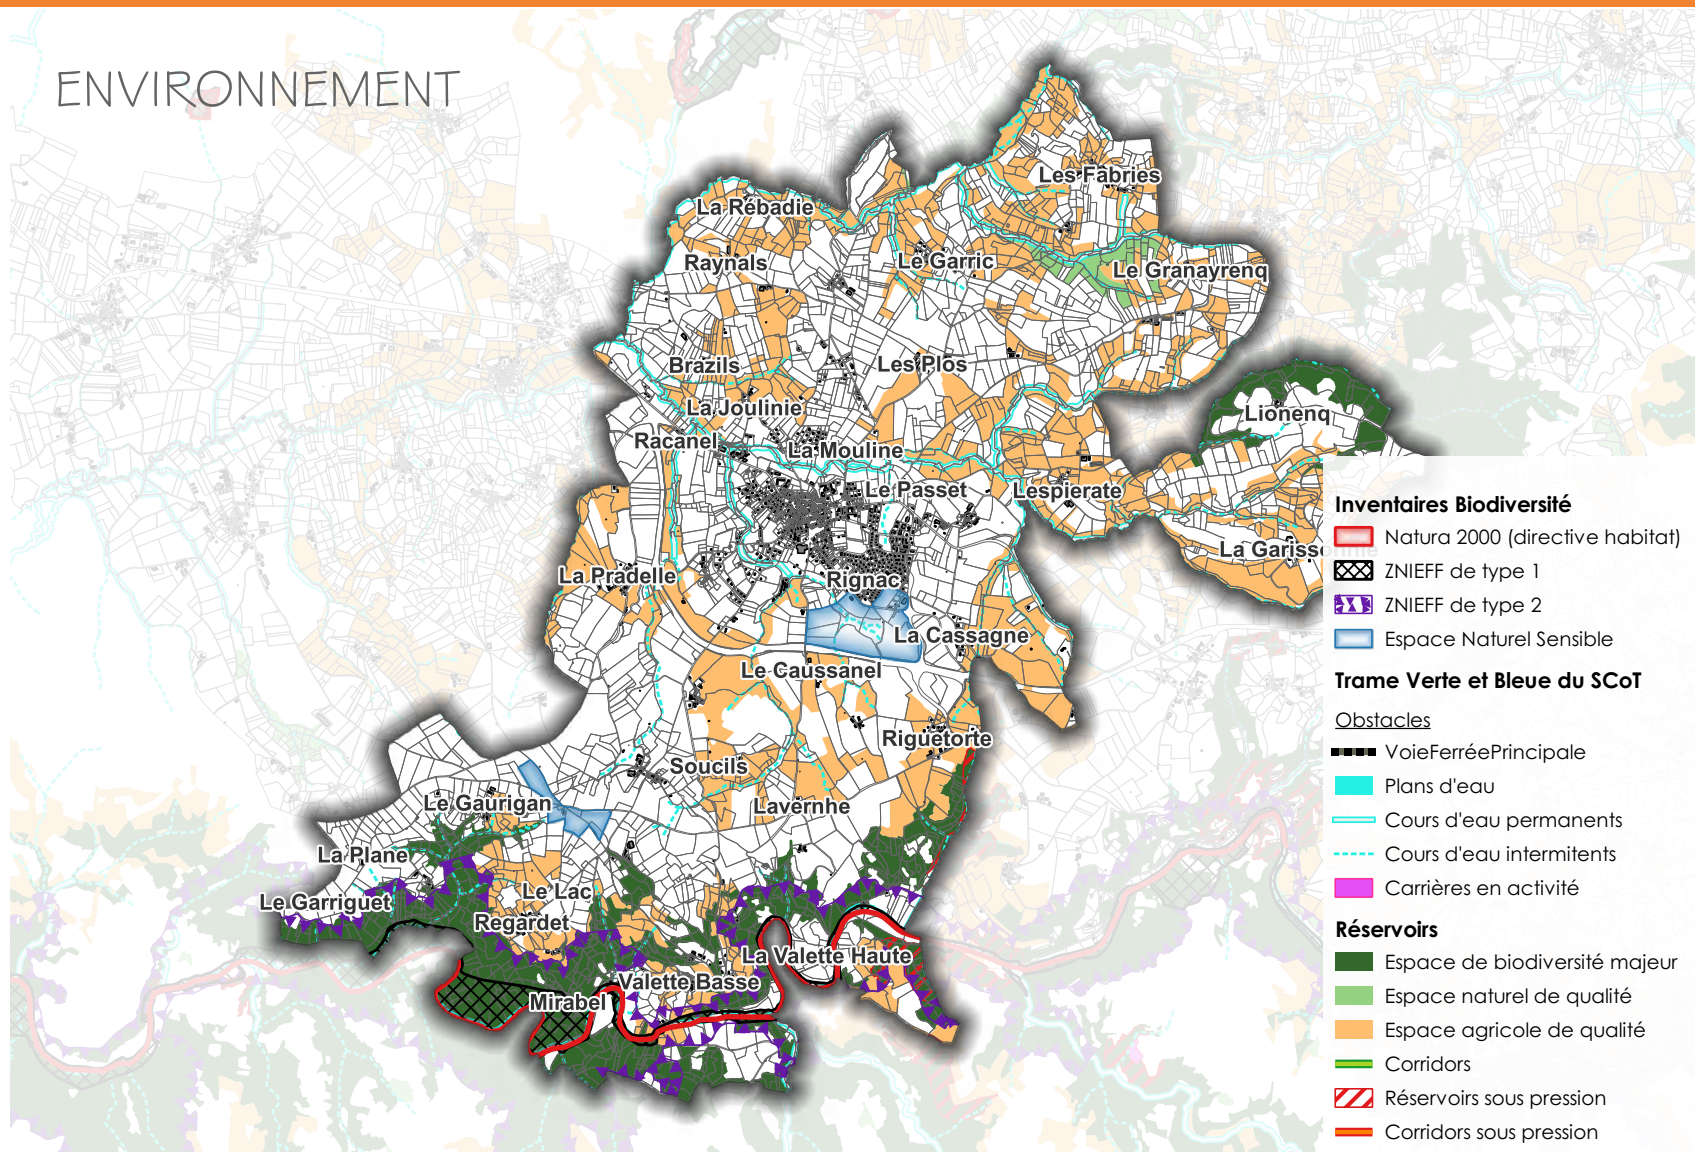 ENVIRONNEMENT
Les Fabries
La Rébadie
Raynals
Le Garric
Le Granayrenq
Brazils
Les Plos
La Joulinie
Lionenq
Racanel
La Mouline
Le Passet
Lespierate
La Garissonnie
La Pradelle
Rignac
La Cassagne
Le Gaussanel
Riguetorte
Soucils
Le Gaurigan
Lavernhe
La Plane
Le Garriguet
Le Lac
Regardet
La Valette Haute
Valette Basse
Mirabel
Inventaires Biodiversité
Natura 2000 (directive habitat)
ZNIEFF de type 1
ZNIEFF de type 2
Espace Naturel Sensible
Trame Verte et Bleue du SCoT
Obstacles
VoieFerréePrincipale
Plans d'eau
Cours d'eau permanents
Cours d'eau intermitents
Carrières en activité
Réservoirs
Espace de biodiversité majeur
Espace naturel de qualité
Espace agricole de qualité
Corridors
Réservoirs sous pression
Corridors sous pression